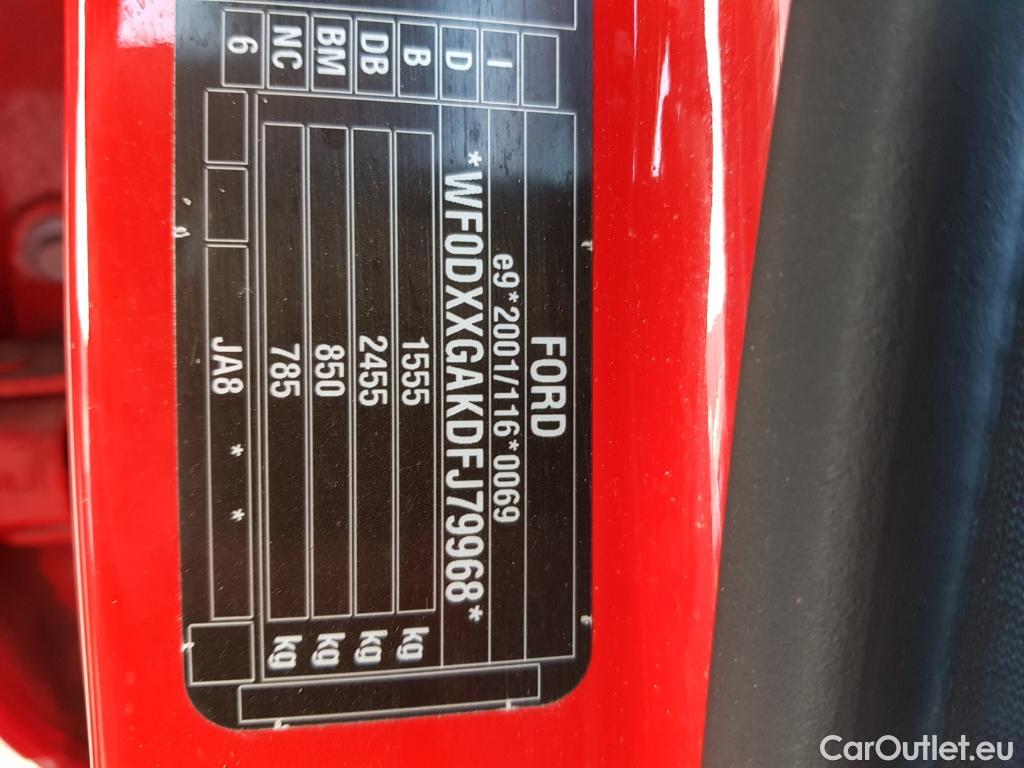 FORD
I e9*2001/116*0069
D *WF0DXXGAKDFJ79968*
B 1555 kg
DB 2455 kg
BM 850 kg
NC 785 kg
6 JA8 * *
CarOutlet.eu